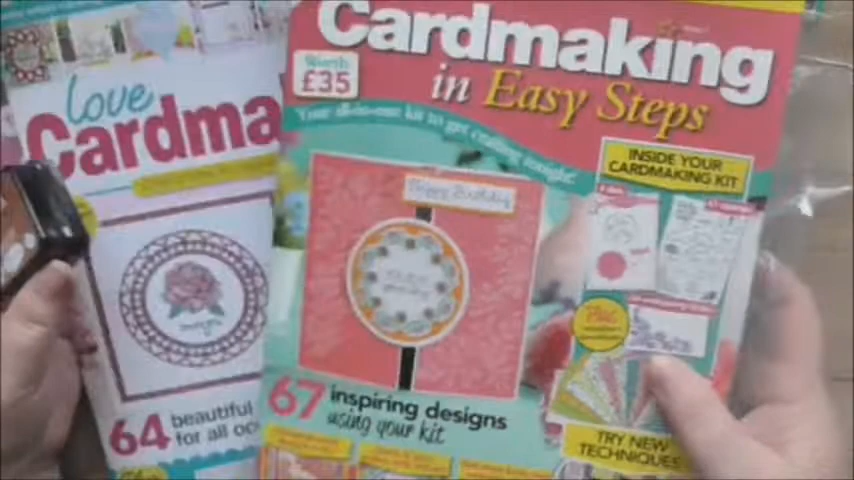 love
Cardma
64 beautiful
for all oc
Cardmaking
in Easy Steps
Worth
£35
Your all-in-one kit to get crafting tonight!
INSIDE YOUR
CARDMAKING KIT
Happy Birthday
67 inspiring designs
using your kit
TRY NEW
TECHNIQUES